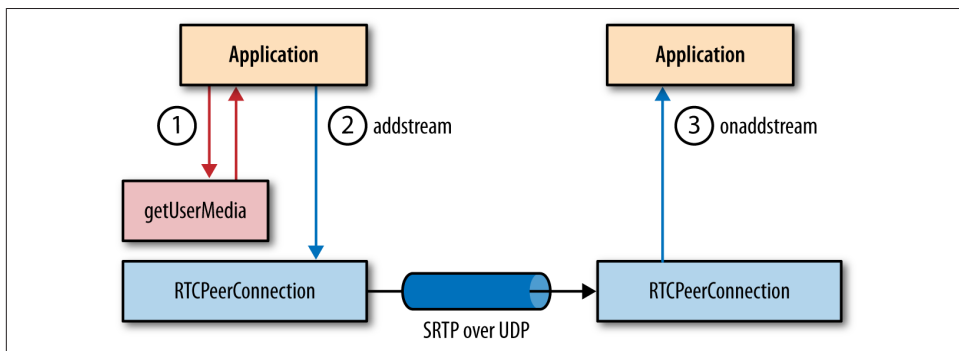 Application
Application
1
2 addstream
3 onaddstream
getUserMedia
RTCPeerConnection
RTCPeerConnection
SRTP over UDP